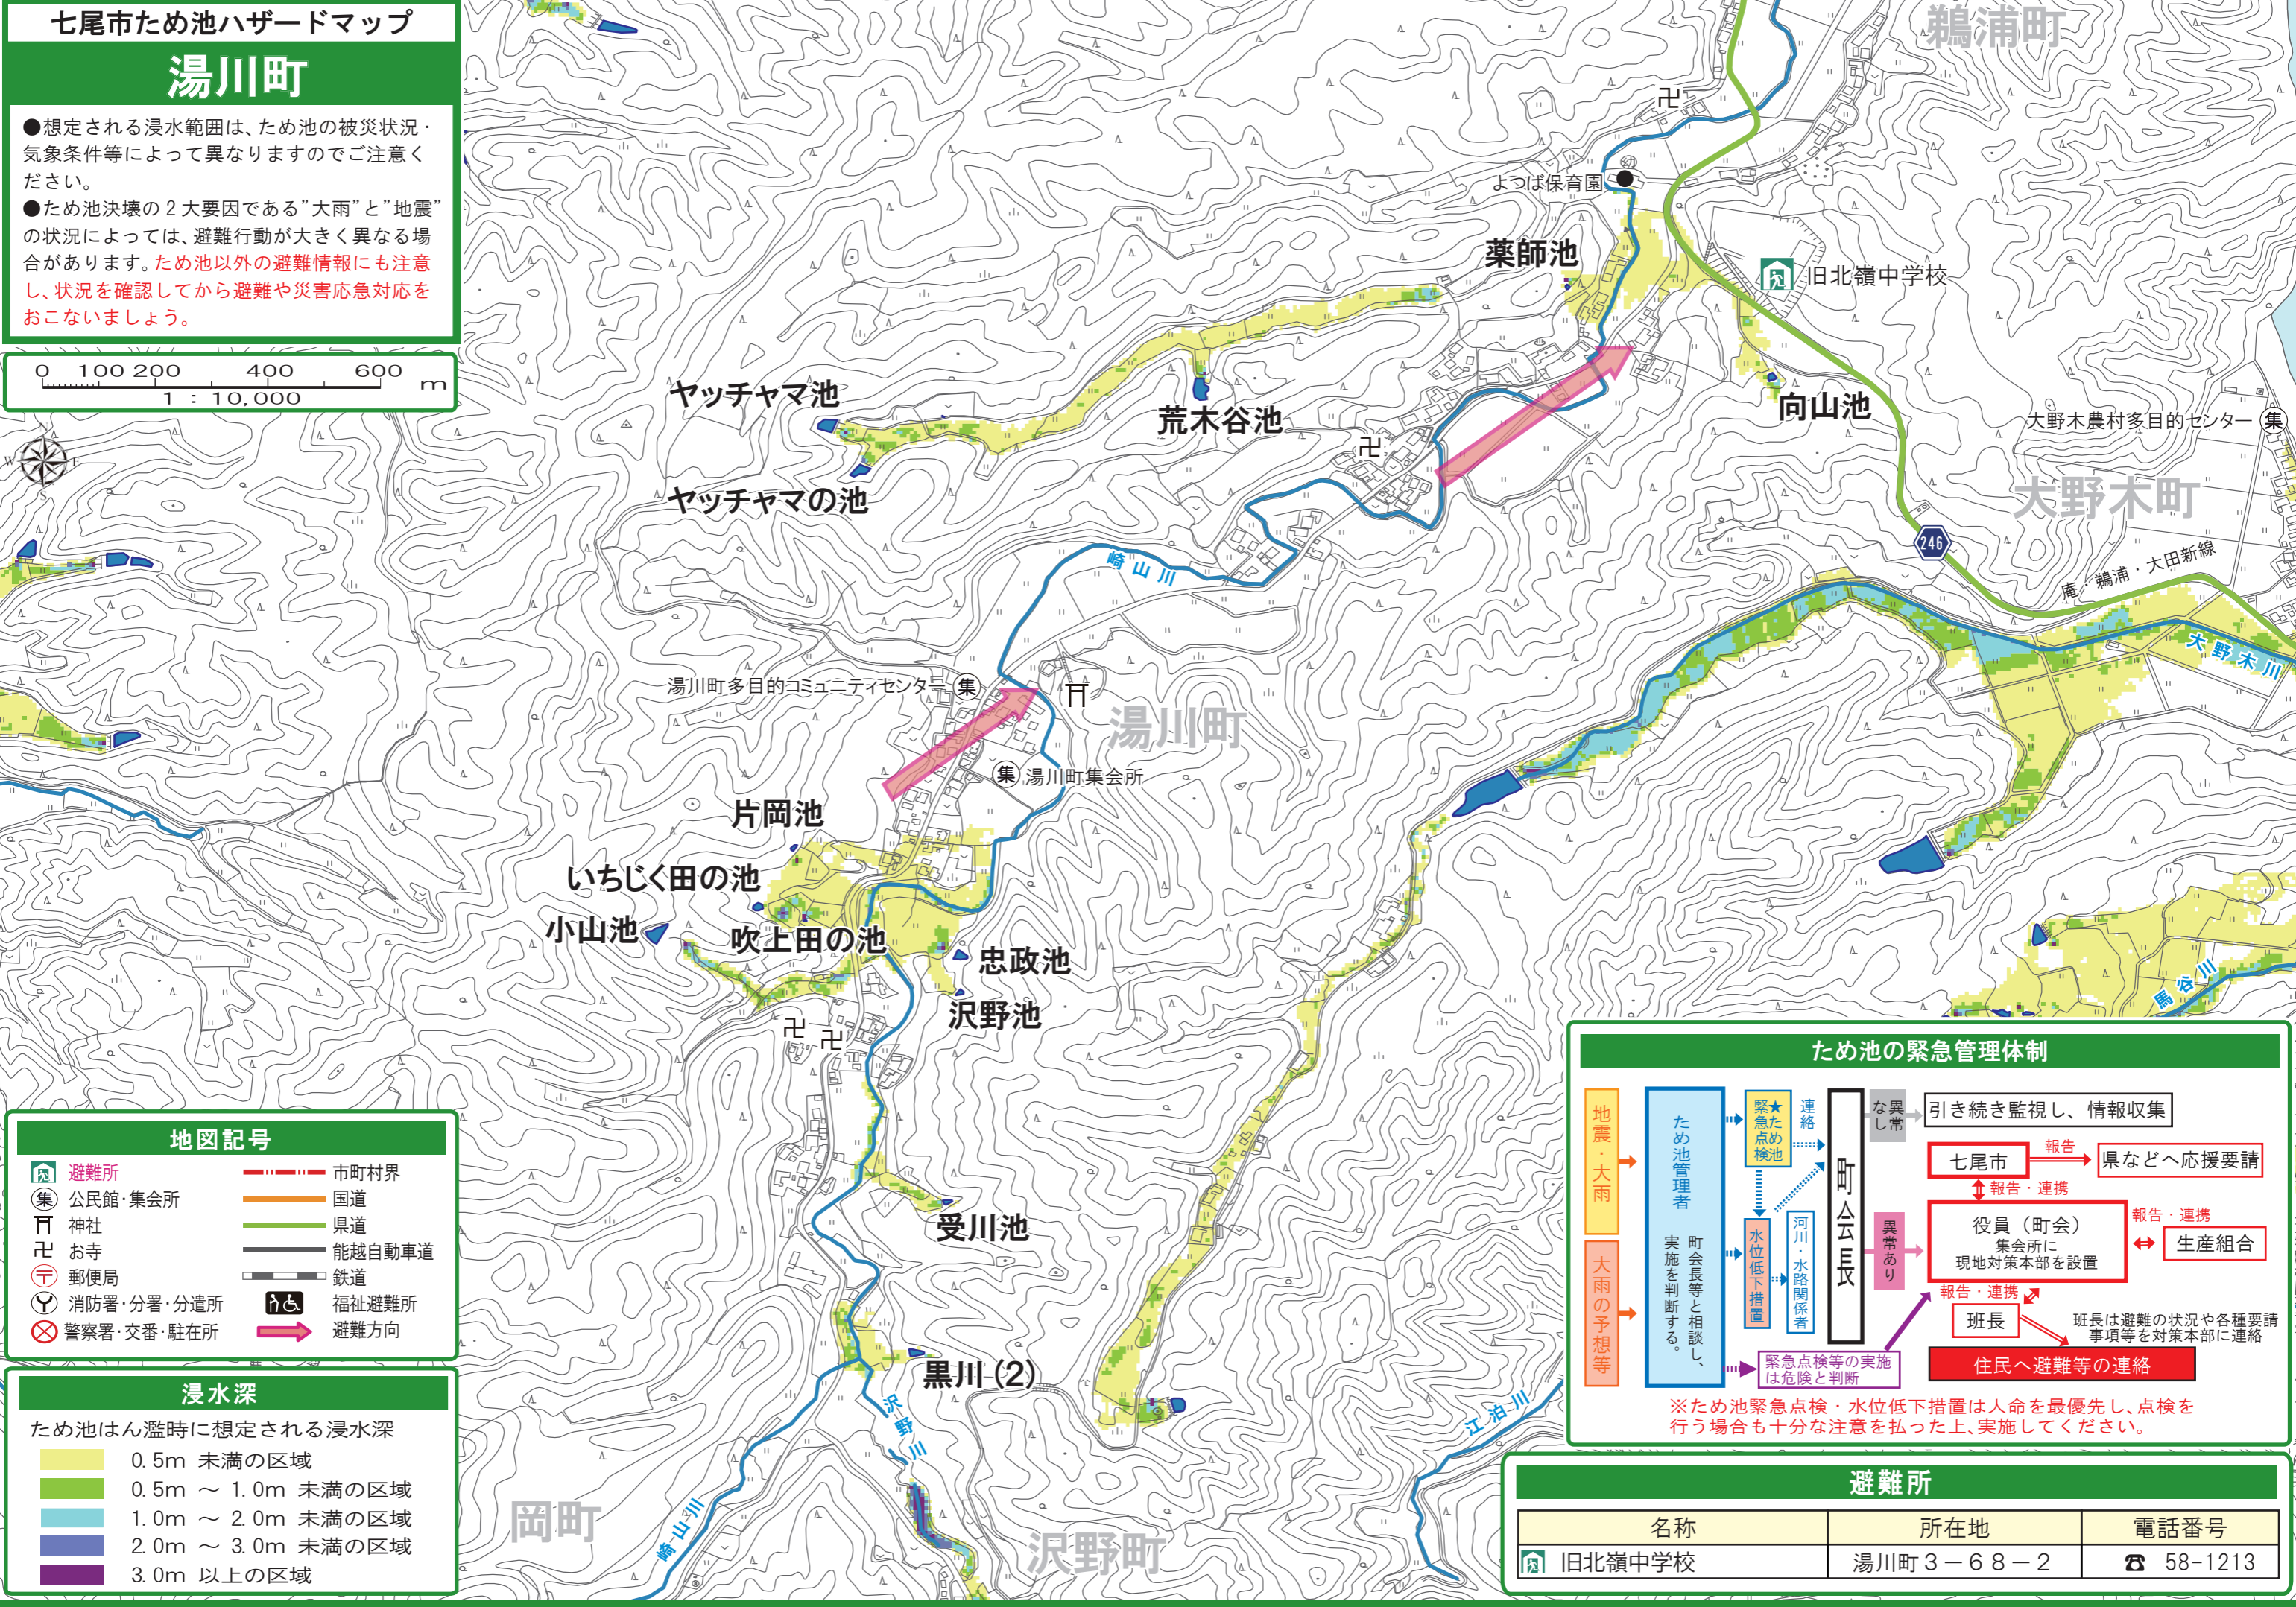 七尾市ため池ハザードマップ
湯川町
●想定される浸水範囲は、ため池の被災状況・
気象条件等によって異なりますのでご注意く
ださい。
●ため池決壊の2大要因である”大雨”と”地震”
の状況によっては、避難行動が大きく異なる場
合があります。ため池以外の避難情報にも注意
し、状況を確認してから避難や災害応急対応を
おこないましょう。
0 100 200 400 600 m
1 : 10,000
N
W E
S
鵜浦町
よつば保育園
薬師池
旧北嶺中学校
ヤッチャマ池
荒木谷池
向山池
大野木農村多目的センター 集
ヤッチャマの池
大野木町
246
崎山川
庵・鵜浦・大田新線
大野木川
湯川町多目的コミュニティセンター 集
湯川町
集 湯川町集会所
片岡池
いちじく田の池
小山池
吹上田の池
忠政池
沢野池
馬谷川
受川池
黒川(2)
沢野川
江泊川
崎山川
岡町
沢野町
地図記号
避難所
集 公民館・集会所
神社
お寺
郵便局
消防署・分署・分遣所
警察署・交番・駐在所
市町村界
国道
県道
能越自動車道
鉄道
福祉避難所
避難方向
浸水深
ため池はん濫時に想定される浸水深
0.5m 未満の区域
0.5m ～ 1.0m 未満の区域
1.0m ～ 2.0m 未満の区域
2.0m ～ 3.0m 未満の区域
3.0m 以上の区域
ため池の緊急管理体制
地震・大雨
大雨の予想等
ため池管理者
町会長等と相談し、
実施を判断する。
★ため池
緊急点検
連絡
水位低下措置
河川・水路関係者
町会長
異常
なし
引き続き監視し、情報収集
七尾市
報告
県などへ応援要請
報告・連携
異常あり
役員（町会）
集会所に
現地対策本部を設置
報告・連携
生産組合
報告・連携
班長
班長は避難の状況や各種要請
事項等を対策本部に連絡
緊急点検等の実施
は危険と判断
住民へ避難等の連絡
※ため池緊急点検・水位低下措置は人命を最優先し、点検を
行う場合も十分な注意を払った上、実施してください。
避難所
名称 所在地 電話番号
旧北嶺中学校 湯川町３－６８－２ ☎ 58-1213